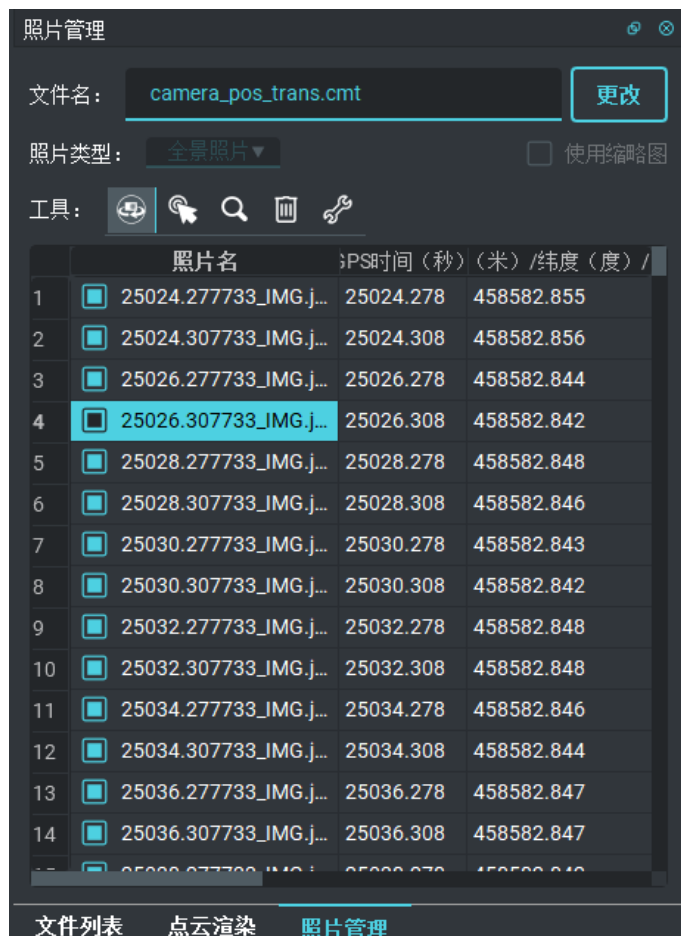 照片管理
文件名： camera_pos_trans.cmt 更改
照片类型： 全景照片▼ 使用缩略图
工具：
照片名 GPS时间（秒） （米）/纬度（度）/
1 25024.277733_IMG.j... 25024.278 458582.855
2 25024.307733_IMG.j... 25024.308 458582.856
3 25026.277733_IMG.j... 25026.278 458582.844
4 25026.307733_IMG.j... 25026.308 458582.842
5 25028.277733_IMG.j... 25028.278 458582.848
6 25028.307733_IMG.j... 25028.308 458582.846
7 25030.277733_IMG.j... 25030.278 458582.843
8 25030.307733_IMG.j... 25030.308 458582.842
9 25032.277733_IMG.j... 25032.278 458582.848
10 25032.307733_IMG.j... 25032.308 458582.848
11 25034.277733_IMG.j... 25034.278 458582.846
12 25034.307733_IMG.j... 25034.308 458582.844
13 25036.277733_IMG.j... 25036.278 458582.847
14 25036.307733_IMG.j... 25036.308 458582.847
文件列表 点云渲染 照片管理